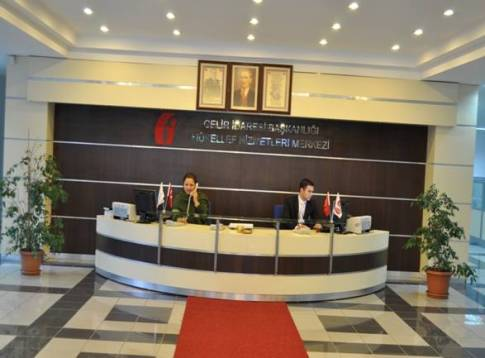 GELİR İDARESİ BAŞKANLIĞI
MÜKELLEF HİZMETLERİ MERKEZİ